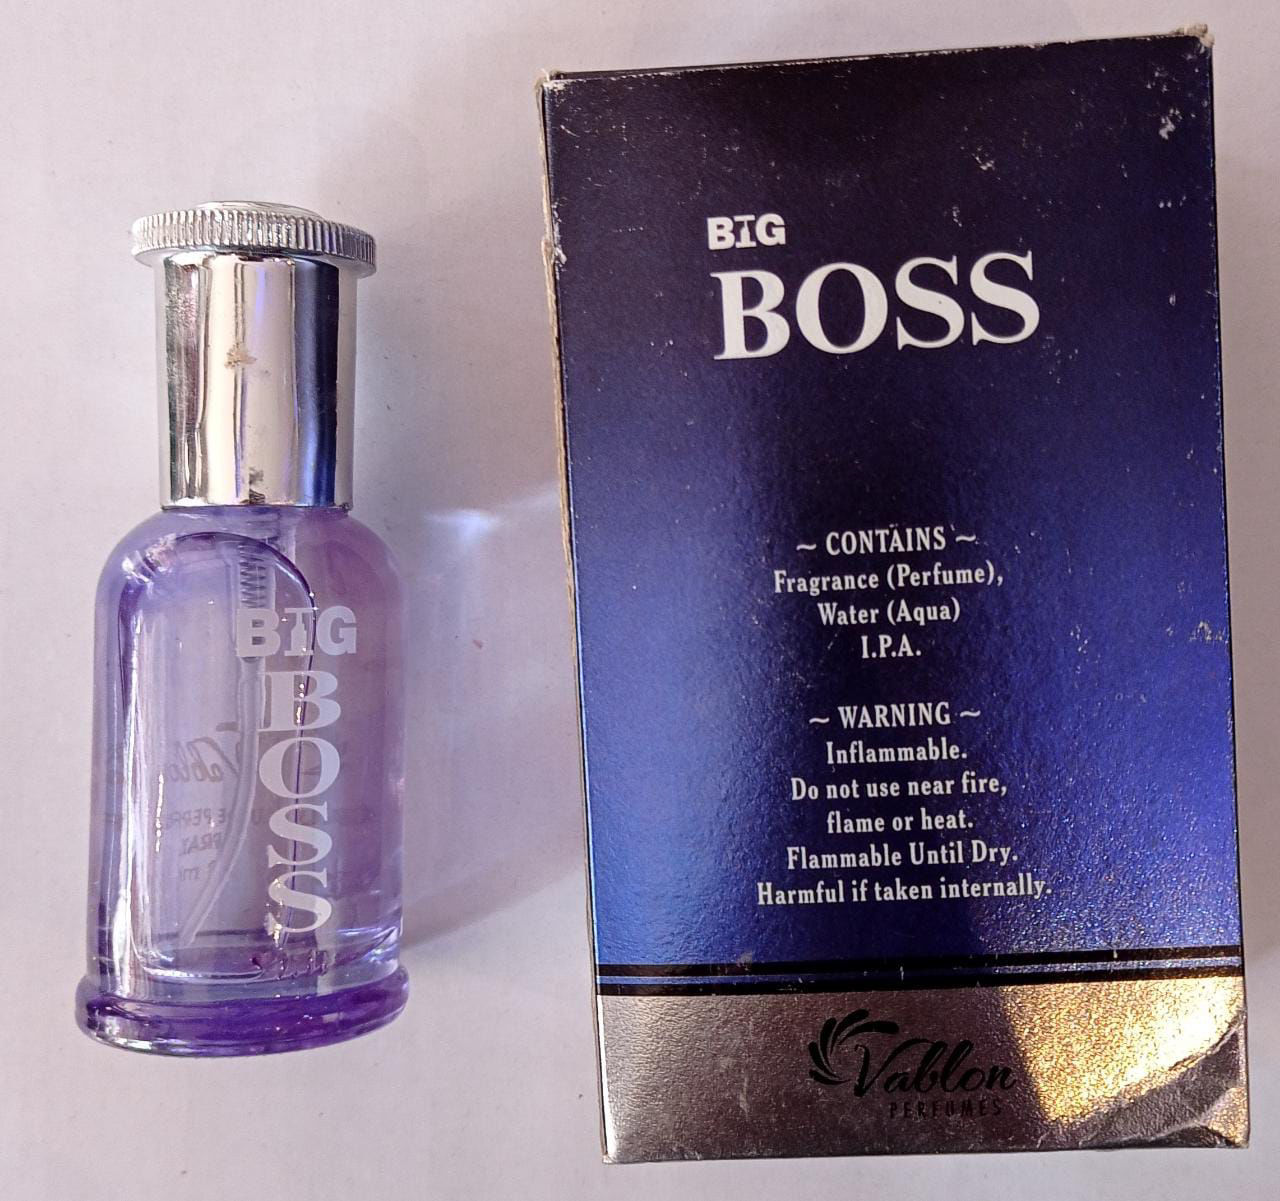 BIG
BOSS
BIG
BOSS
~ CONTAINS ~
Fragrance (Perfume),
Water (Aqua)
I.P.A.
~ WARNING ~
Inflammable.
Do not use near fire,
flame or heat.
Flammable Until Dry.
Harmful if taken internally.
Vablon
PERFUMES